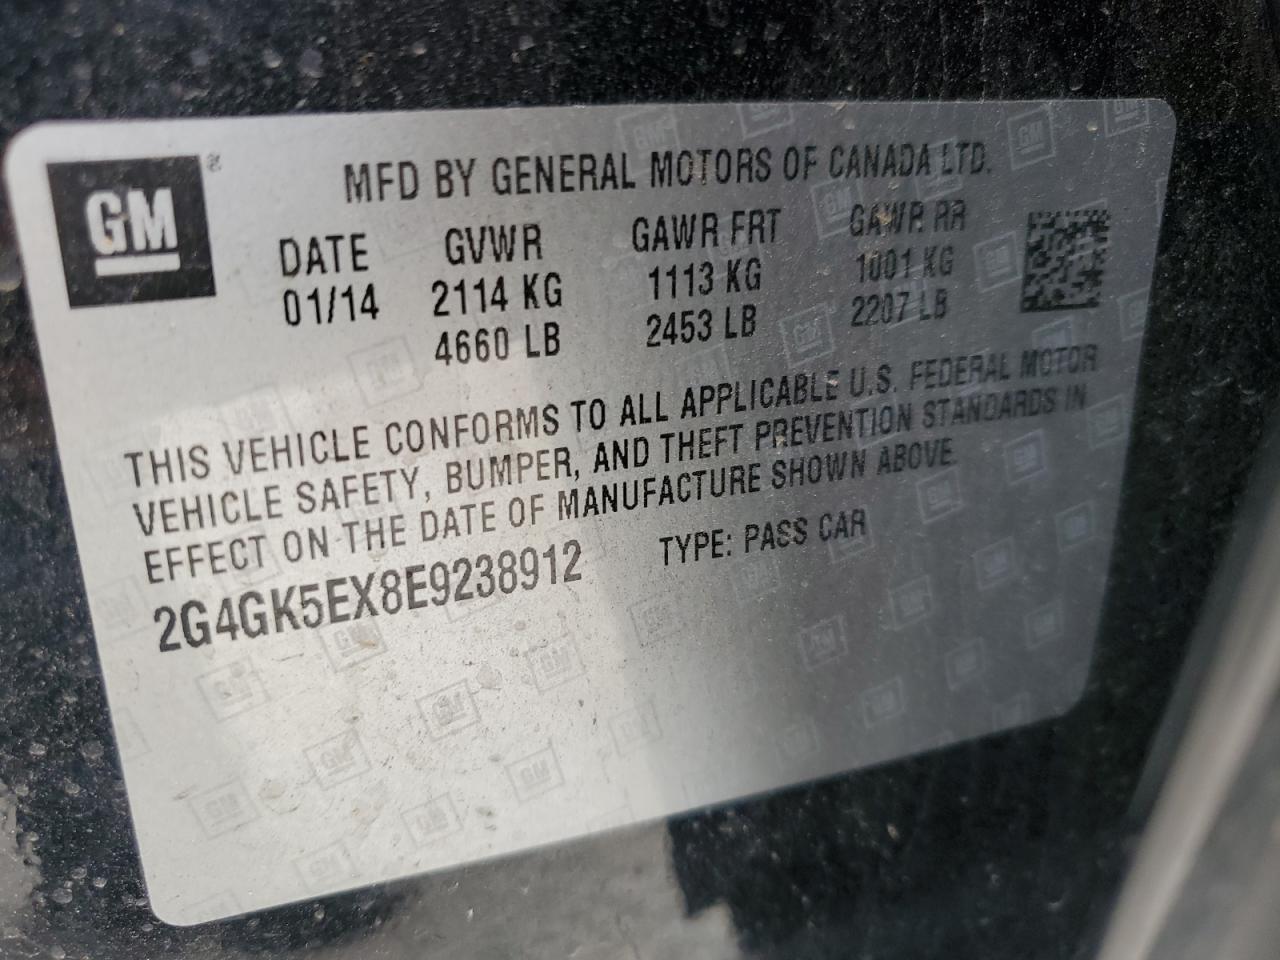 GM
MFD BY GENERAL MOTORS OF CANADA LTD.
DATE GVWR GAWR FRT GAWR RR
01/14 2114 KG 1113 KG 1001 KG
4660 LB 2453 LB 2207 LB
THIS VEHICLE CONFORMS TO ALL APPLICABLE U.S. FEDERAL MOTOR
VEHICLE SAFETY, BUMPER, AND THEFT PREVENTION STANDARDS IN
EFFECT ON THE DATE OF MANUFACTURE SHOWN ABOVE.
2G4GK5EX8E9238912 TYPE: PASS CAR